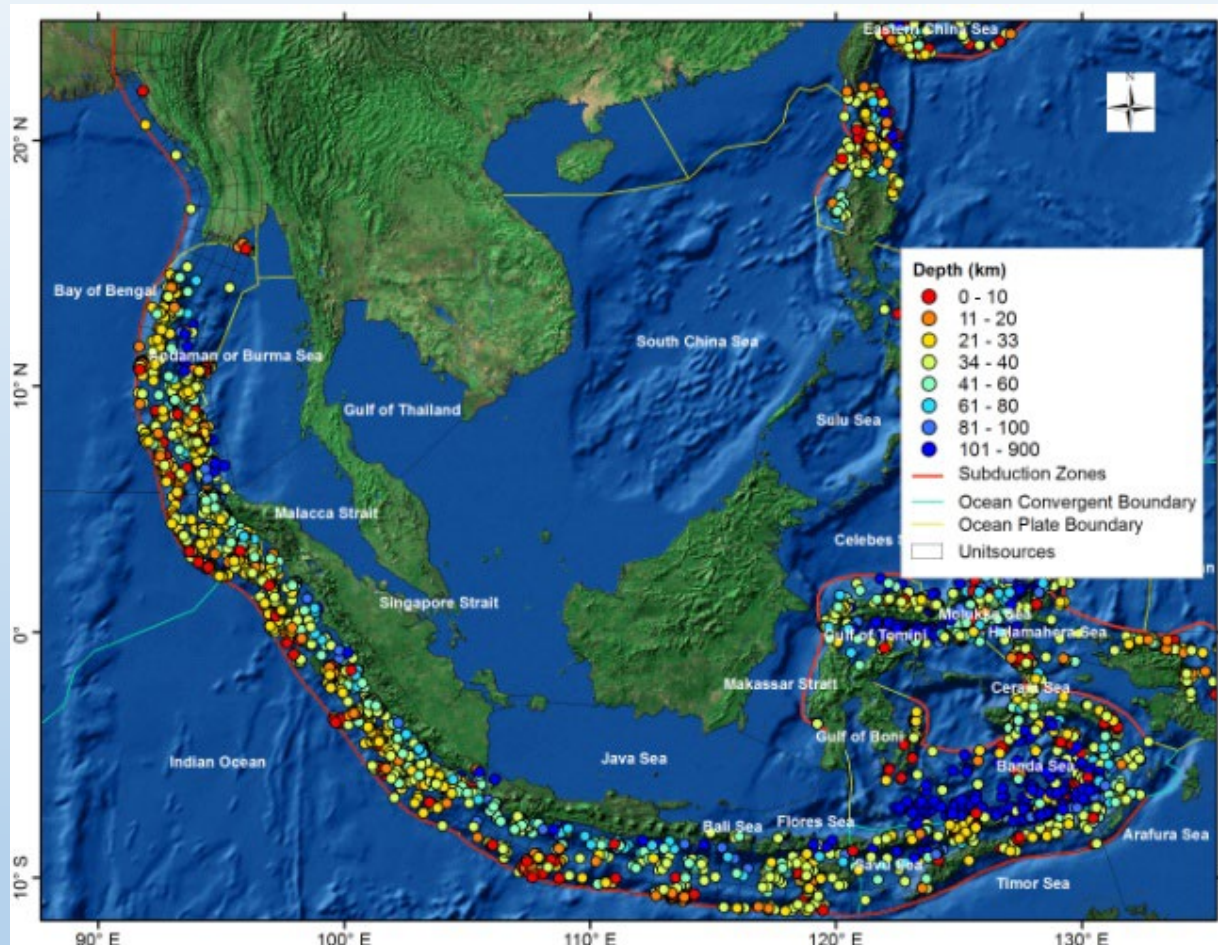 Eastern China Sea
N
20° N
Bay of Bengal
Andaman or Burma Sea
South China Sea
10° N
Gulf of Thailand
Sulu Sea
Depth (km)
0 - 10
11 - 20
21 - 33
34 - 40
41 - 60
61 - 80
81 - 100
101 - 900
Subduction Zones
Ocean Convergent Boundary
Ocean Plate Boundary
Unitsources
Malacca Strait
Celebes
Singapore Strait
Molukka Sea
0°
Gulf of Tomini
Halamahera Sea
Makassar Strait
Ceram Sea
Gulf of Boni
Indian Ocean
Java Sea
Banda Sea
Bali Sea
Flores Sea
Arafura Sea
Savu Sea
Timor Sea
10° S
90° E
100° E
110° E
120° E
130° E